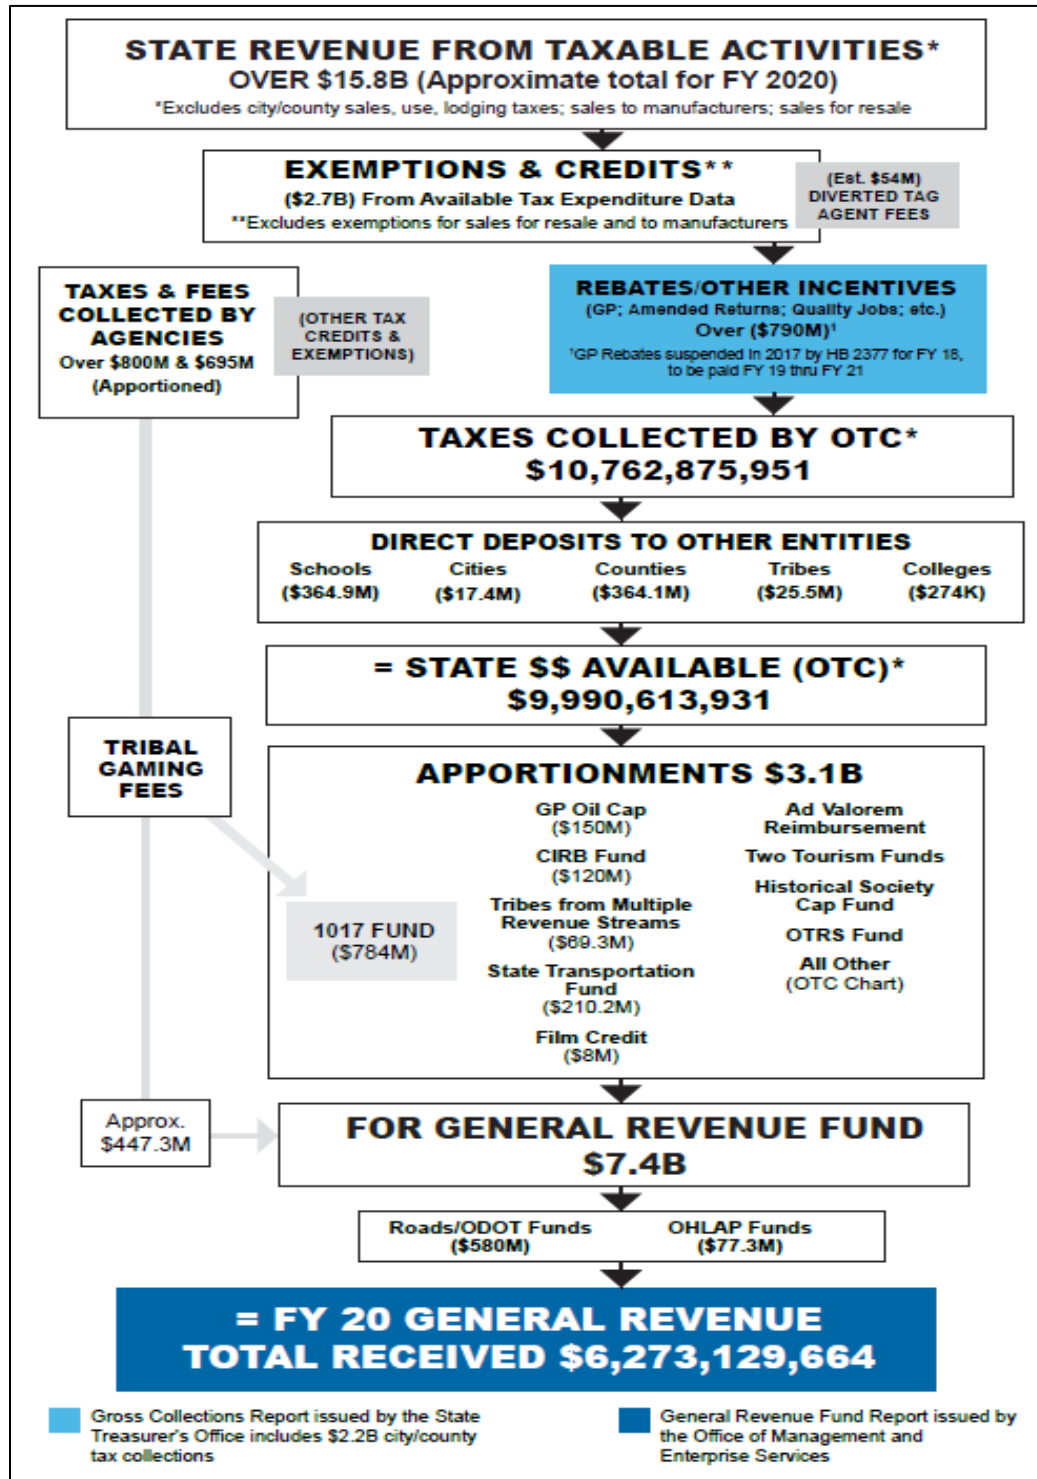 STATE REVENUE FROM TAXABLE ACTIVITIES*
OVER $15.8B (Approximate total for FY 2020)
*Excludes city/county sales, use, lodging taxes; sales to manufacturers; sales for resale
EXEMPTIONS & CREDITS**
($2.7B) From Available Tax Expenditure Data
**Excludes exemptions for sales for resale and to manufacturers
(Est. $54M)
DIVERTED TAG
AGENT FEES
TAXES & FEES
COLLECTED BY
AGENCIES
Over $800M & $695M
(Apportioned)
(OTHER TAX
CREDITS &
EXEMPTIONS)
REBATES/OTHER INCENTIVES
(GP; Amended Returns; Quality Jobs; etc.)
Over ($790M)¹
¹GP Rebates suspended in 2017 by HB 2377 for FY 18,
to be paid FY 19 thru FY 21
TAXES COLLECTED BY OTC*
$10,762,875,951
DIRECT DEPOSITS TO OTHER ENTITIES
Schools Cities Counties Tribes Colleges
($364.9M) ($17.4M) ($364.1M) ($25.5M) ($274K)
= STATE $$ AVAILABLE (OTC)*
$9,990,613,931
TRIBAL
GAMING
FEES
APPORTIONMENTS $3.1B
1017 FUND
($784M)
GP Oil Cap
($150M)
CIRB Fund
($120M)
Tribes from Multiple
Revenue Streams
($69.3M)
State Transportation
Fund
($210.2M)
Film Credit
($8M)
Ad Valorem
Reimbursement
Two Tourism Funds
Historical Society
Cap Fund
OTRS Fund
All Other
(OTC Chart)
Approx.
$447.3M
FOR GENERAL REVENUE FUND
$7.4B
Roads/ODOT Funds OHLAP Funds
($580M) ($77.3M)
= FY 20 GENERAL REVENUE
TOTAL RECEIVED $6,273,129,664
Gross Collections Report issued by the State
Treasurer's Office includes $2.2B city/county
tax collections
General Revenue Fund Report issued by
the Office of Management and
Enterprise Services